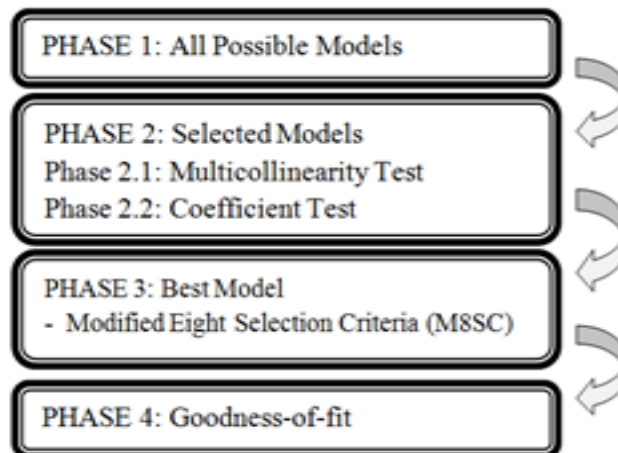 PHASE 1: All Possible Models
PHASE 2: Selected Models
Phase 2.1: Multicollinearity Test
Phase 2.2: Coefficient Test
PHASE 3: Best Model
- Modified Eight Selection Criteria (M8SC)
PHASE 4: Goodness-of-fit